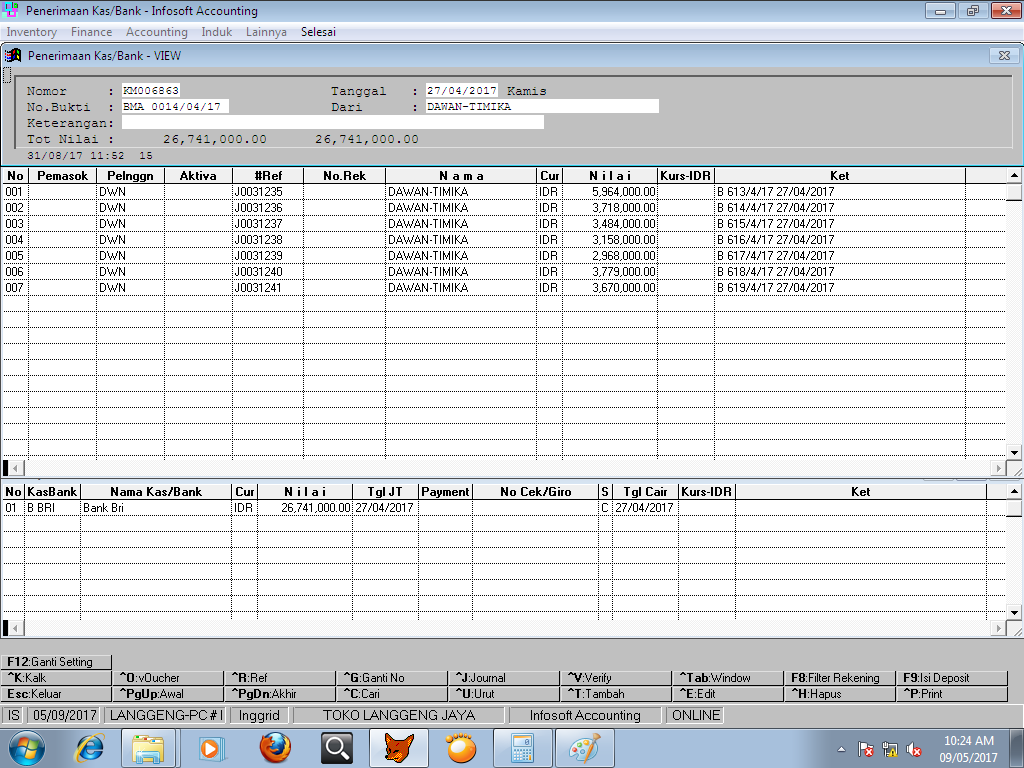 Penerimaan Kas/Bank - Infosoft Accounting
Inventory Finance Accounting Induk Lainnya Selesai
Penerimaan Kas/Bank - VIEW
Nomor : KM006863 Tanggal : 27/04/2017 Kamis
No.Bukti : BMA 0014/04/17 Dari : DAWAN-TIMIKA
Keterangan:
Tot Nilai : 26,741,000.00 26,741,000.00
31/08/17 11:52 15
No Pemasok Pelnggn Aktiva #Ref No.Rek N a m a Cur N i l a i Kurs-IDR Ket
001 DWN J0031235 DAWAN-TIMIKA IDR 5,964,000.00 B 613/4/17 27/04/2017
002 DWN J0031236 DAWAN-TIMIKA IDR 3,718,000.00 B 614/4/17 27/04/2017
003 DWN J0031237 DAWAN-TIMIKA IDR 3,484,000.00 B 615/4/17 27/04/2017
004 DWN J0031238 DAWAN-TIMIKA IDR 3,158,000.00 B 616/4/17 27/04/2017
005 DWN J0031239 DAWAN-TIMIKA IDR 2,968,000.00 B 617/4/17 27/04/2017
006 DWN J0031240 DAWAN-TIMIKA IDR 3,779,000.00 B 618/4/17 27/04/2017
007 DWN J0031241 DAWAN-TIMIKA IDR 3,670,000.00 B 619/4/17 27/04/2017
No KasBank Nama Kas/Bank Cur N i l a i Tgl JT Payment No Cek/Giro S Tgl Cair Kurs-IDR Ket
01 B BRI Bank Bri IDR 26,741,000.00 27/04/2017 C 27/04/2017
F12:Ganti Setting
^K:Kalk ^O:vOucher ^R:Ref ^G:Ganti No ^J:Journal ^V:Verify ^Tab:Window F8:Filter Rekening F9:Isi Deposit
Esc:Keluar ^PgUp:Awal ^PgDn:Akhir ^C:Cari ^U:Urut ^T:Tambah ^E:Edit ^H:Hapus ^P:Print
IS 05/09/2017 LANGGENG-PC # I Inggrid TOKO LANGGENG JAYA Infosoft Accounting ONLINE
10:24 AM
09/05/2017